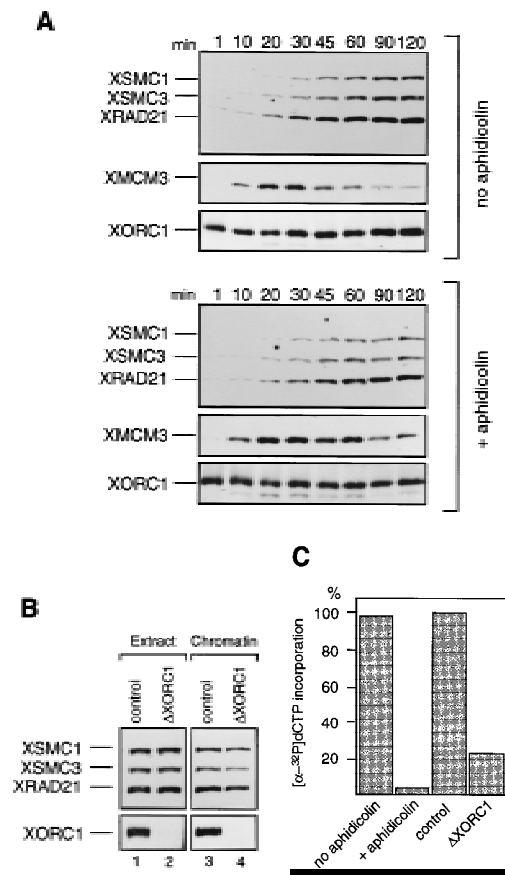 A
min 1 10 20 30 45 60 90 120
XSMC1
XSMC3
XRAD21
XMCM3
XORC1
no aphidicolin
min 1 10 20 30 45 60 90 120
XSMC1
XSMC3
XRAD21
XMCM3
XORC1
+ aphidicolin
B
Extract Chromatin
control ΔXORC1 control ΔXORC1
XSMC1
XSMC3
XRAD21
XORC1
1 2 3 4
C
%
100
80
60
40
20
[α–³²P]dCTP incorporation
no aphidicolin
+ aphidicolin
control
ΔXORC1